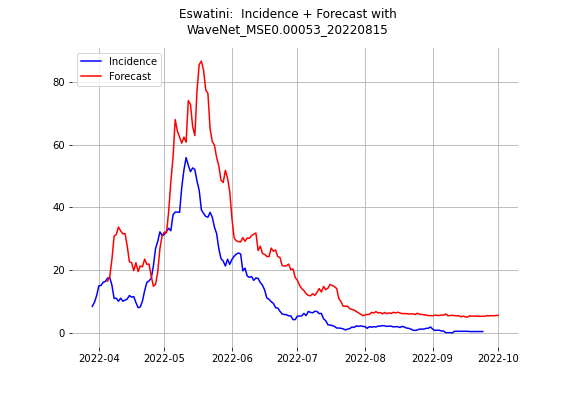 Eswatini:  Incidence + Forecast with
WaveNet_MSE0.00053_20220815
Incidence
Forecast
80
60
40
20
0
2022-04 2022-05 2022-06 2022-07 2022-08 2022-09 2022-10